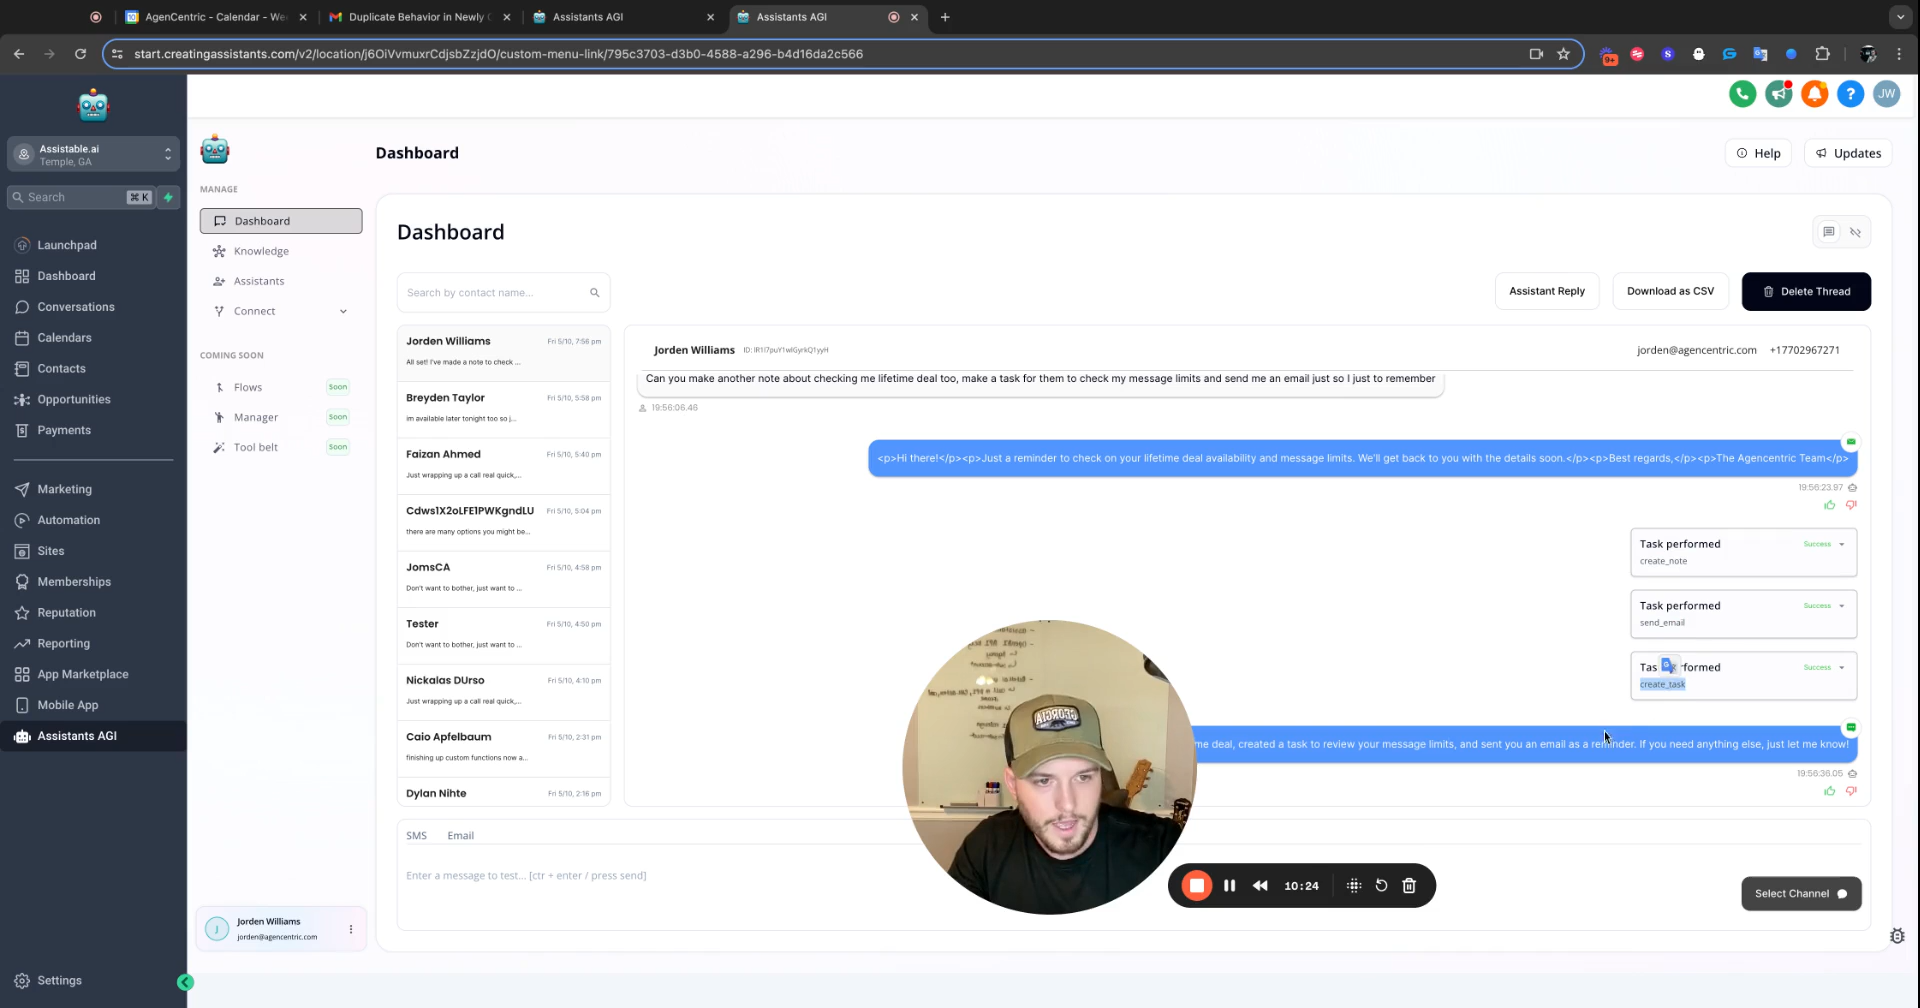 AgenCentric - Calendar - We
Duplicate Behavior in Newly
Assistants AGI
Assistants AGI
start.creatingassistants.com/v2/location/j6OiVvmuxrCdjsbZzjdO/custom-menu-link/795c3703-d3b0-4588-a296-b4d16da2c566
9+
JW
Assistable.ai
Temple, GA
Search
⌘ K
Launchpad
Dashboard
Conversations
Calendars
Contacts
Opportunities
Payments
Marketing
Automation
Sites
Memberships
Reputation
Reporting
App Marketplace
Mobile App
Assistants AGI
Settings
MANAGE
Dashboard
Knowledge
Assistants
Connect
COMING SOON
Flows Soon
Manager Soon
Tool belt Soon
J
Jorden Williams
jorden@agencentric.com
Dashboard
Help
Updates
Dashboard
Search by contact name...
Assistant Reply
Download as CSV
Delete Thread
Jorden Williams Fri 5/10, 7:56 pm
All set! I've made a note to check ...
Breyden Taylor Fri 5/10, 5:58 pm
im available later tonight too so j...
Faizan Ahmed Fri 5/10, 5:40 pm
Just wrapping up a call real quick,...
Cdws1X2oLFE1PWKgndLU Fri 5/10, 5:04 pm
there are many options you might be...
JomsCA Fri 5/10, 4:58 pm
Don't want to bother, just want to ...
Tester Fri 5/10, 4:50 pm
Don't want to bother, just want to ...
Nickalas DUrso Fri 5/10, 4:10 pm
Just wrapping up a call real quick,...
Caio Apfelbaum Fri 5/10, 2:31 pm
finishing up custom functions now a...
Dylan Nihte Fri 5/10, 2:16 pm
Jorden Williams
jorden@agencentric.com +17702967271
Can you make another note about checking me lifetime deal too, make a task for them to check my message limits and send me an email just so I just to remember
19:56:06.46
<p>Hi there!</p><p>Just a reminder to check on your lifetime deal availability and message limits. We'll get back to you with the details soon.</p><p>Best regards,</p><p>The Agencentric Team</p>
19:56:23.97
Task performed Success
create_note
Task performed Success
send_email
Tas rformed Success
create_task
me deal, created a task to review your message limits, and sent you an email as a reminder. If you need anything else, just let me know!
19:56:36.05
SMS Email
Enter a message to test... [ctr + enter / press send]
Select Channel
10:24